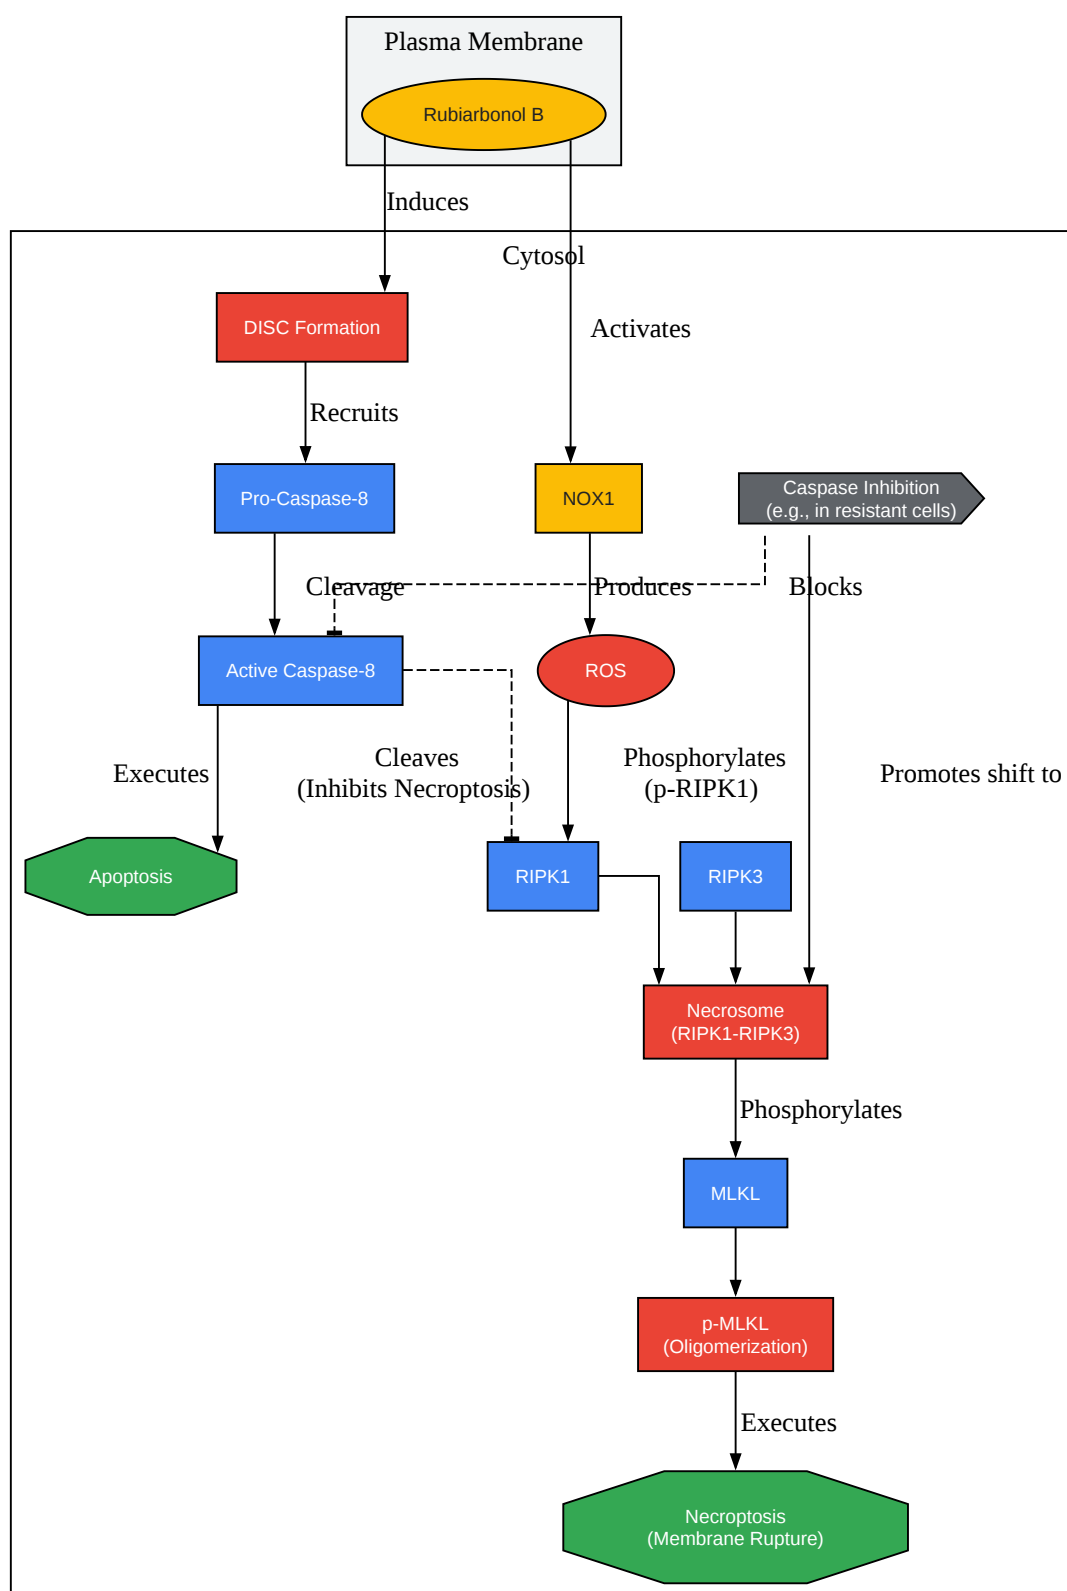 Plasma Membrane
Rubiarbonol B
Induces
Cytosol
DISC Formation
Activates
Recruits
Pro-Caspase-8
NOX1
Caspase Inhibition
(e.g., in resistant cells)
Cleavage
Produces
Blocks
Active Caspase-8
ROS
Executes
Cleaves
(Inhibits Necroptosis)
Phosphorylates
(p-RIPK1)
Promotes shift to
Apoptosis
RIPK1
RIPK3
Necrosome
(RIPK1-RIPK3)
Phosphorylates
MLKL
p-MLKL
(Oligomerization)
Executes
Necroptosis
(Membrane Rupture)